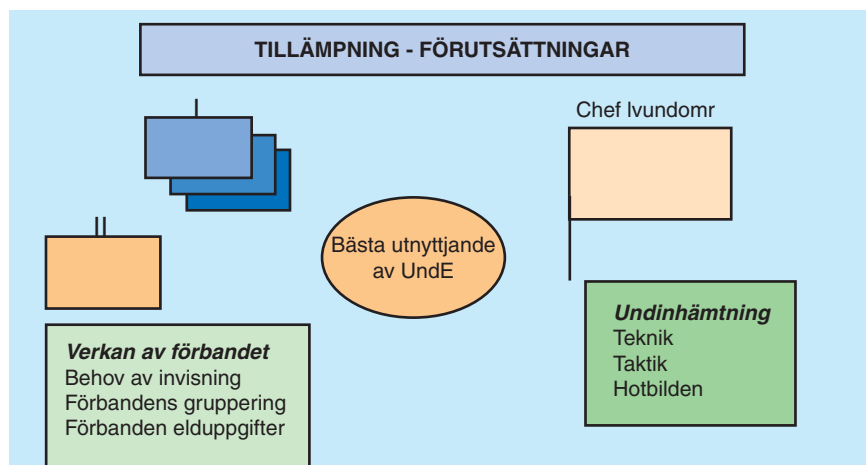 TILLÄMPNING - FÖRUTSÄTTNINGAR
Chef lvundomr
Bästa utnyttjande
av UndE
Verkan av förbandet
Behov av invisning
Förbandens gruppering
Förbanden elduppgifter
Undinhämtning
Teknik
Taktik
Hotbilden